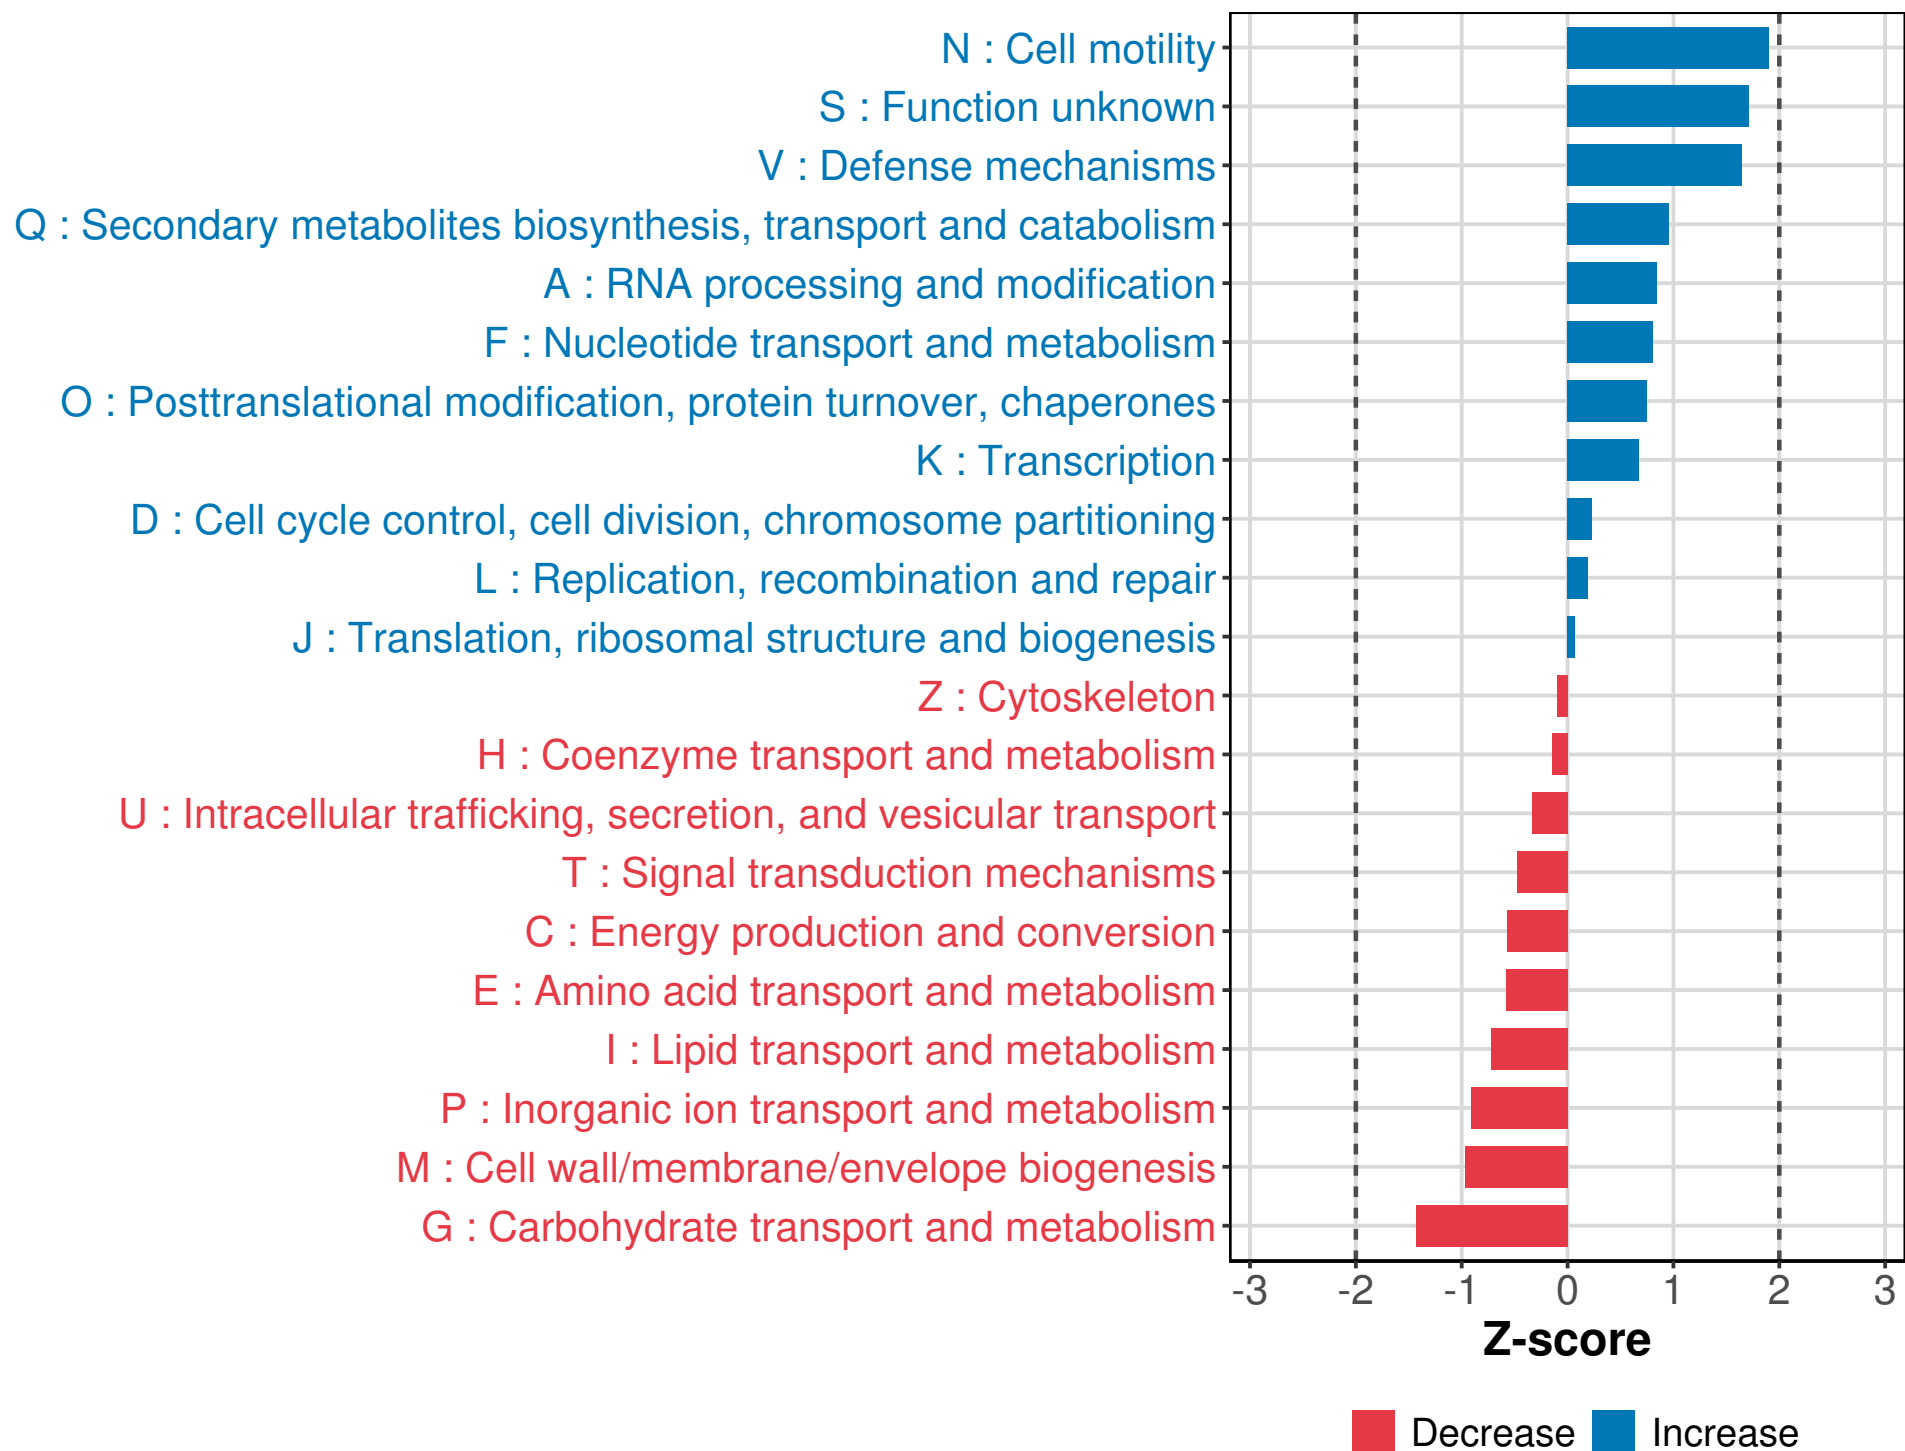 N : Cell motility
S : Function unknown
V : Defense mechanisms
Q : Secondary metabolites biosynthesis, transport and catabolism
A : RNA processing and modification
F : Nucleotide transport and metabolism
O : Posttranslational modification, protein turnover, chaperones
K : Transcription
D : Cell cycle control, cell division, chromosome partitioning
L : Replication, recombination and repair
J : Translation, ribosomal structure and biogenesis
Z : Cytoskeleton
H : Coenzyme transport and metabolism
U : Intracellular trafficking, secretion, and vesicular transport
T : Signal transduction mechanisms
C : Energy production and conversion
E : Amino acid transport and metabolism
I : Lipid transport and metabolism
P : Inorganic ion transport and metabolism
M : Cell wall/membrane/envelope biogenesis
G : Carbohydrate transport and metabolism
-3 -2 -1 0 1 2 3
Z-score
Decrease Increase